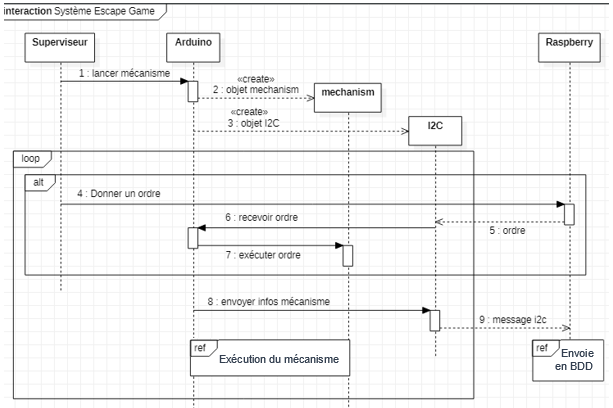 interaction Système Escape Game
Superviseur
Arduino
Raspberry
1 : lancer mécanisme
«create»
2 : objet mechanism
mechanism
«create»
3 : objet I2C
I2C
loop
alt
4 : Donner un ordre
5 : ordre
6 : recevoir ordre
7 : exécuter ordre
8 : envoyer infos mécanisme
9 : message i2c
ref
Exécution du mécanisme
ref
Envoie
en BDD